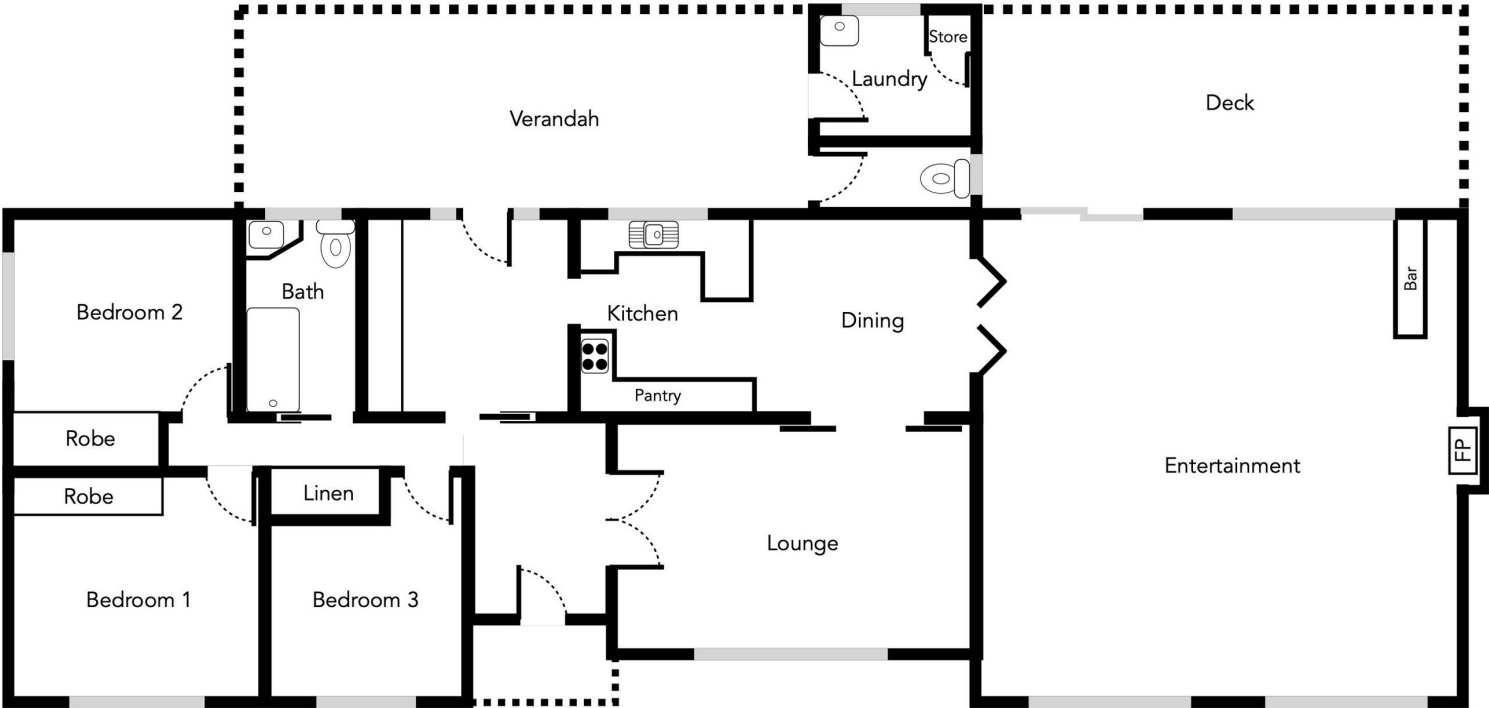 Store
Laundry
Verandah
Deck
Bath
Bedroom 2
Kitchen
Dining
Bar
Pantry
Robe
Robe
Linen
FP
Entertainment
Lounge
Bedroom 1
Bedroom 3